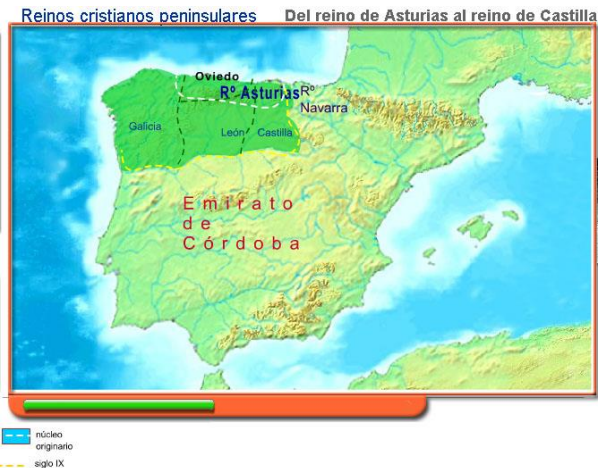 Reinos cristianos peninsulares
Del reino de Asturias al reino de Castilla
Oviedo
Rº Asturias
Rº
Navarra
Galicia
León
Castilla
Emirato
de
Córdoba
núcleo
originario
siglo IX